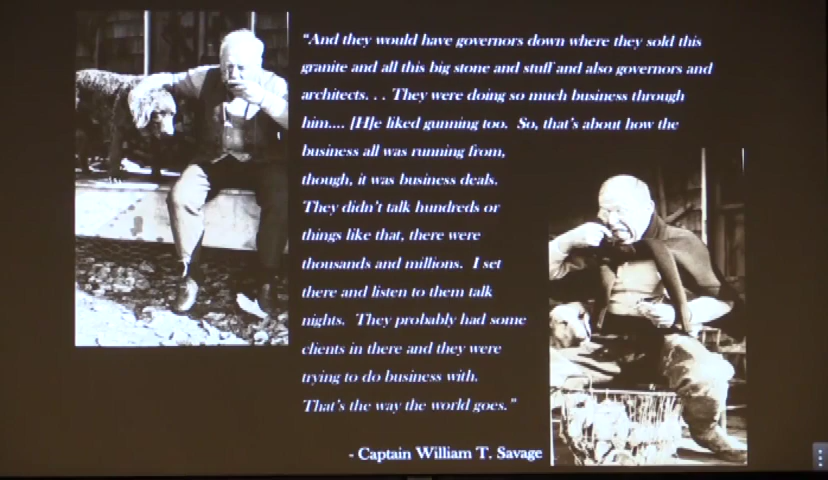 “And they would have governors down where they sold this
granite and all this big stone and stuff and also governors and
architects. . . They were doing so much business through
him.... [H]e liked gunning too. So, that's about how the
business all was running from,
though, it was business deals.
They didn't talk hundreds or
things like that, there were
thousands and millions. I set
there and listen to them talk
nights. They probably had some
clients in there and they were
trying to do business with.
That's the way the world goes.”
- Captain William T. Savage